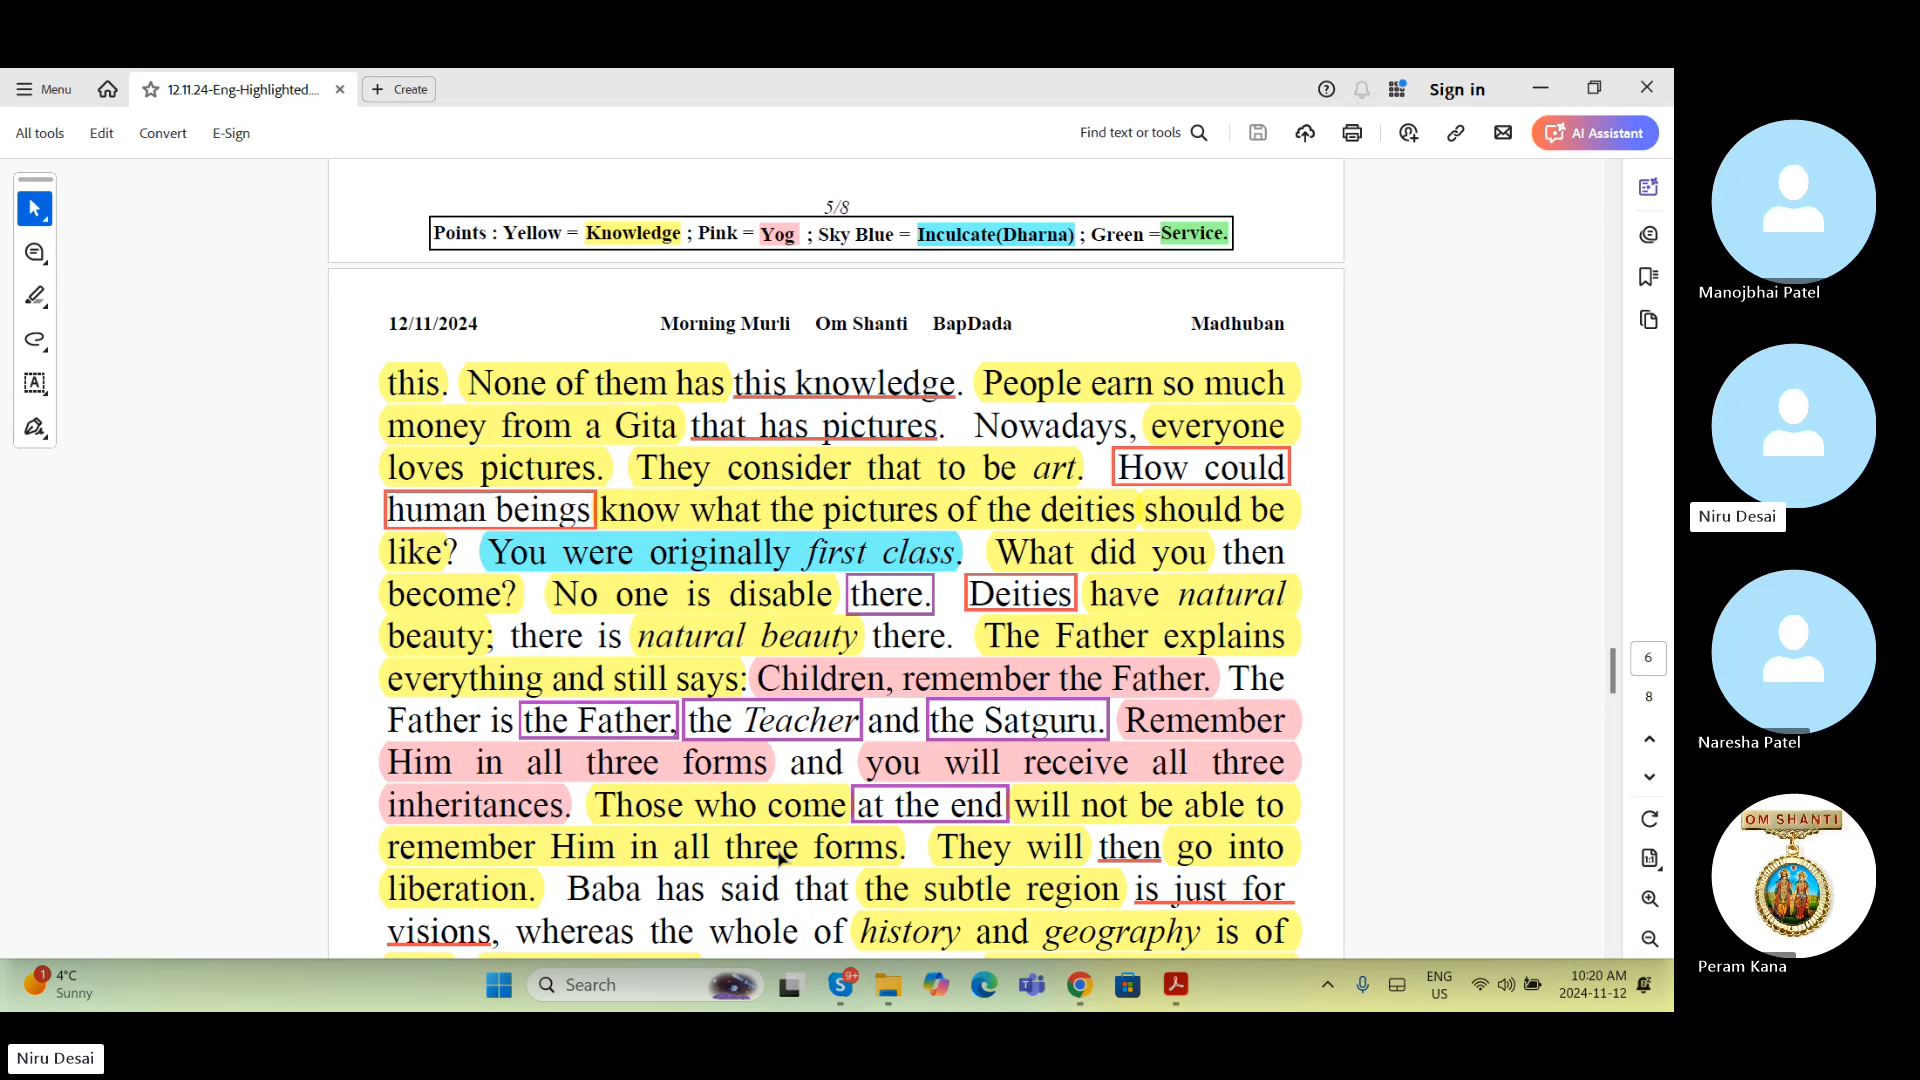 Menu
12.11.24-Eng-Highlighted....
Create
Sign in
All tools
Edit
Convert
E-Sign
Find text or tools
AI Assistant
5/8
Points : Yellow = Knowledge ; Pink = Yog ; Sky Blue = Inculcate(Dharna) ; Green =Service.
12/11/2024 Morning Murli Om Shanti BapDada Madhuban
this. None of them has this knowledge. People earn so much
money from a Gita that has pictures. Nowadays, everyone
loves pictures. They consider that to be art. How could
human beings know what the pictures of the deities should be
like? You were originally first class. What did you then
become? No one is disable there. Deities have natural
beauty; there is natural beauty there. The Father explains
everything and still says: Children, remember the Father. The
Father is the Father, the Teacher and the Satguru. Remember
Him in all three forms and you will receive all three
inheritances. Those who come at the end will not be able to
remember Him in all three forms. They will then go into
liberation. Baba has said that the subtle region is just for
visions, whereas the whole of history and geography is of
6
8
1
4°C
Sunny
Search
9+
ENG
US
10:20 AM
2024-11-12
Manojbhai Patel
Niru Desai
Naresha Patel
OM SHANTI
Peram Kana
Niru Desai